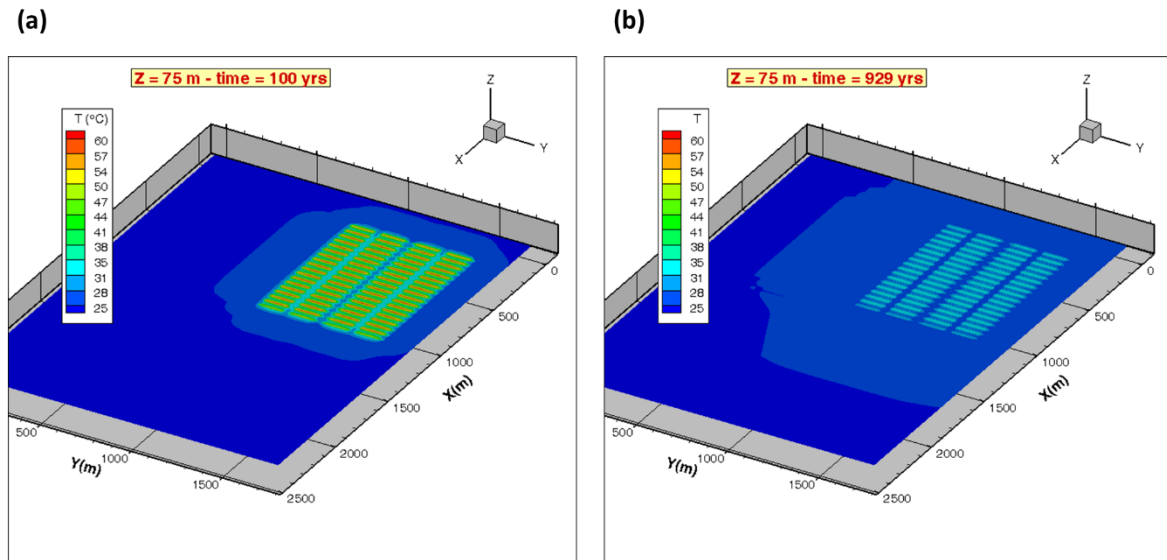 (a)
Z = 75 m - time = 100 yrs
T (°C)
60
57
54
50
47
44
41
38
35
31
28
25
Z
X
Y
0
500
1000
1500
2000
2500
X(m)
500
1000
1500
Y(m)
(b)
Z = 75 m - time = 929 yrs
T
60
57
54
50
47
44
41
38
35
31
28
25
Z
X
Y
0
500
1000
1500
2000
2500
X(m)
500
1000
1500
Y(m)